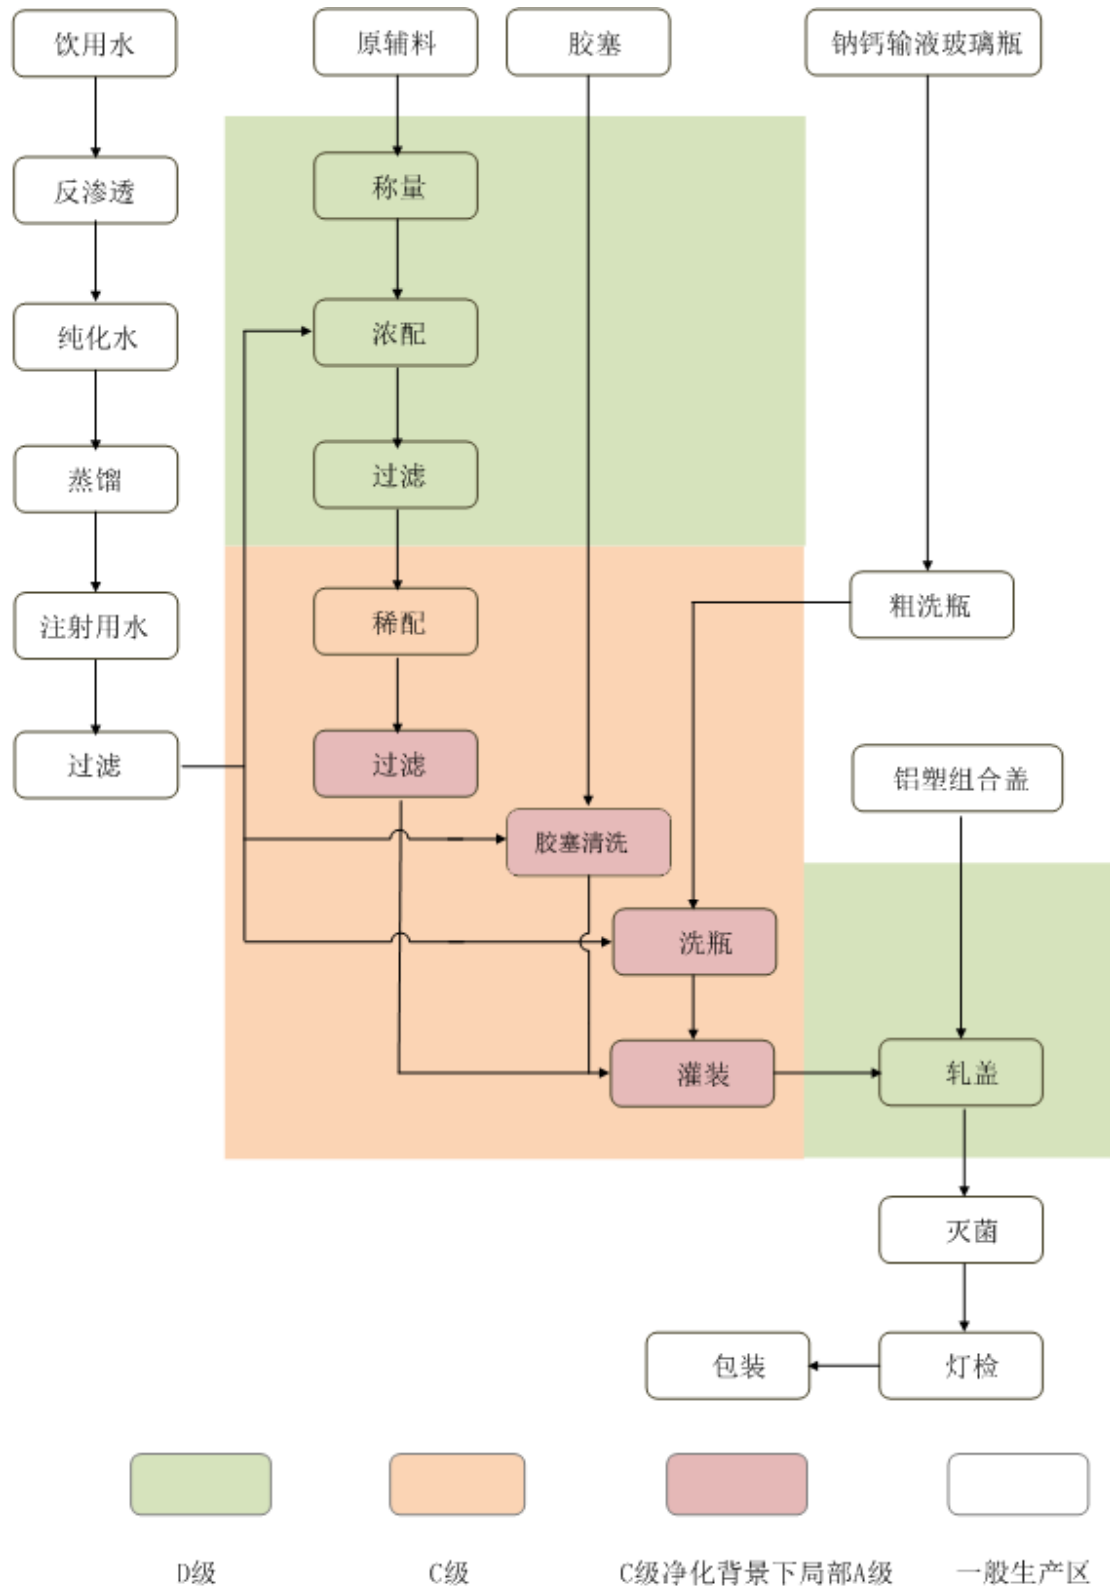 饮用水
原辅料
胶塞
钠钙输液玻璃瓶
反渗透
称量
纯化水
浓配
蒸馏
过滤
注射用水
稀配
粗洗瓶
过滤
过滤
铝塑组合盖
胶塞清洗
洗瓶
灌装
轧盖
灭菌
包装
灯检
D级
C级
C级净化背景下局部A级
一般生产区